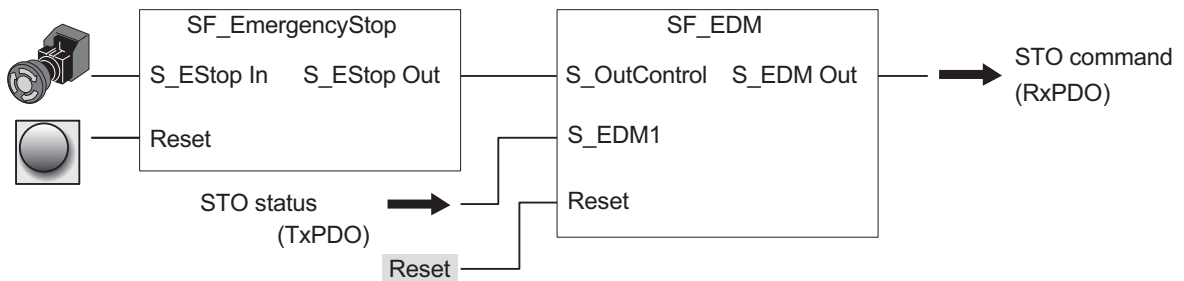 SF_EmergencyStop
S_EStop In S_EStop Out
Reset
SF_EDM
S_OutControl S_EDM Out
S_EDM1
Reset
STO command
(RxPDO)
STO status
(TxPDO)
Reset